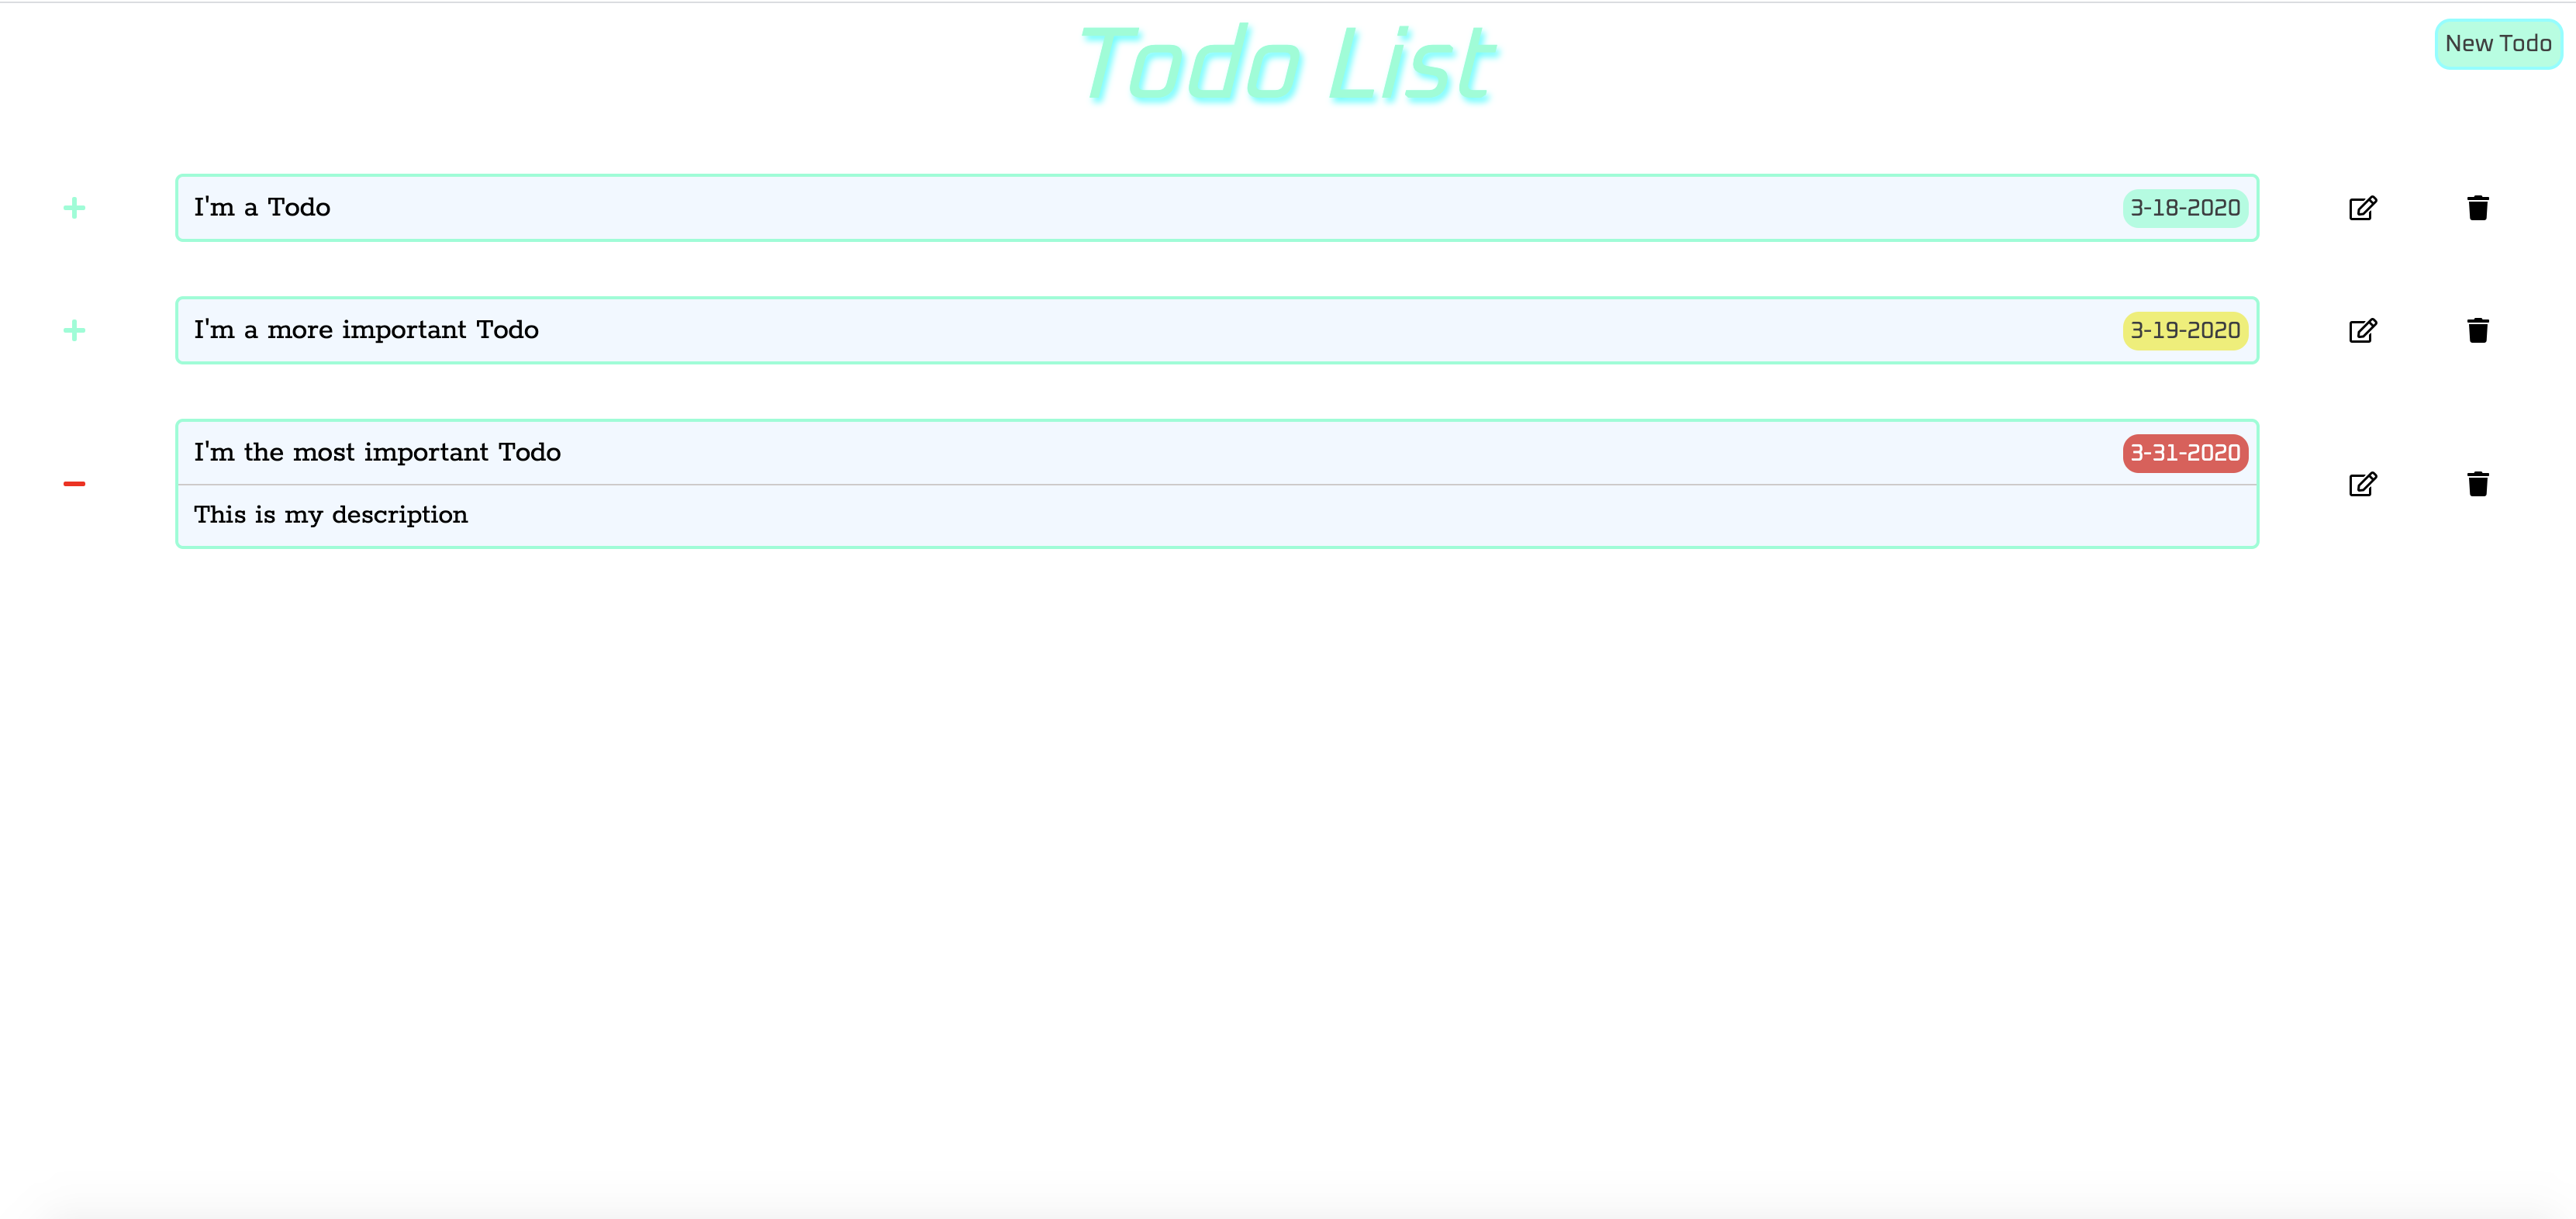 Todo List
New Todo
I'm a Todo 3-18-2020
I'm a more important Todo 3-19-2020
I'm the most important Todo 3-31-2020
This is my description